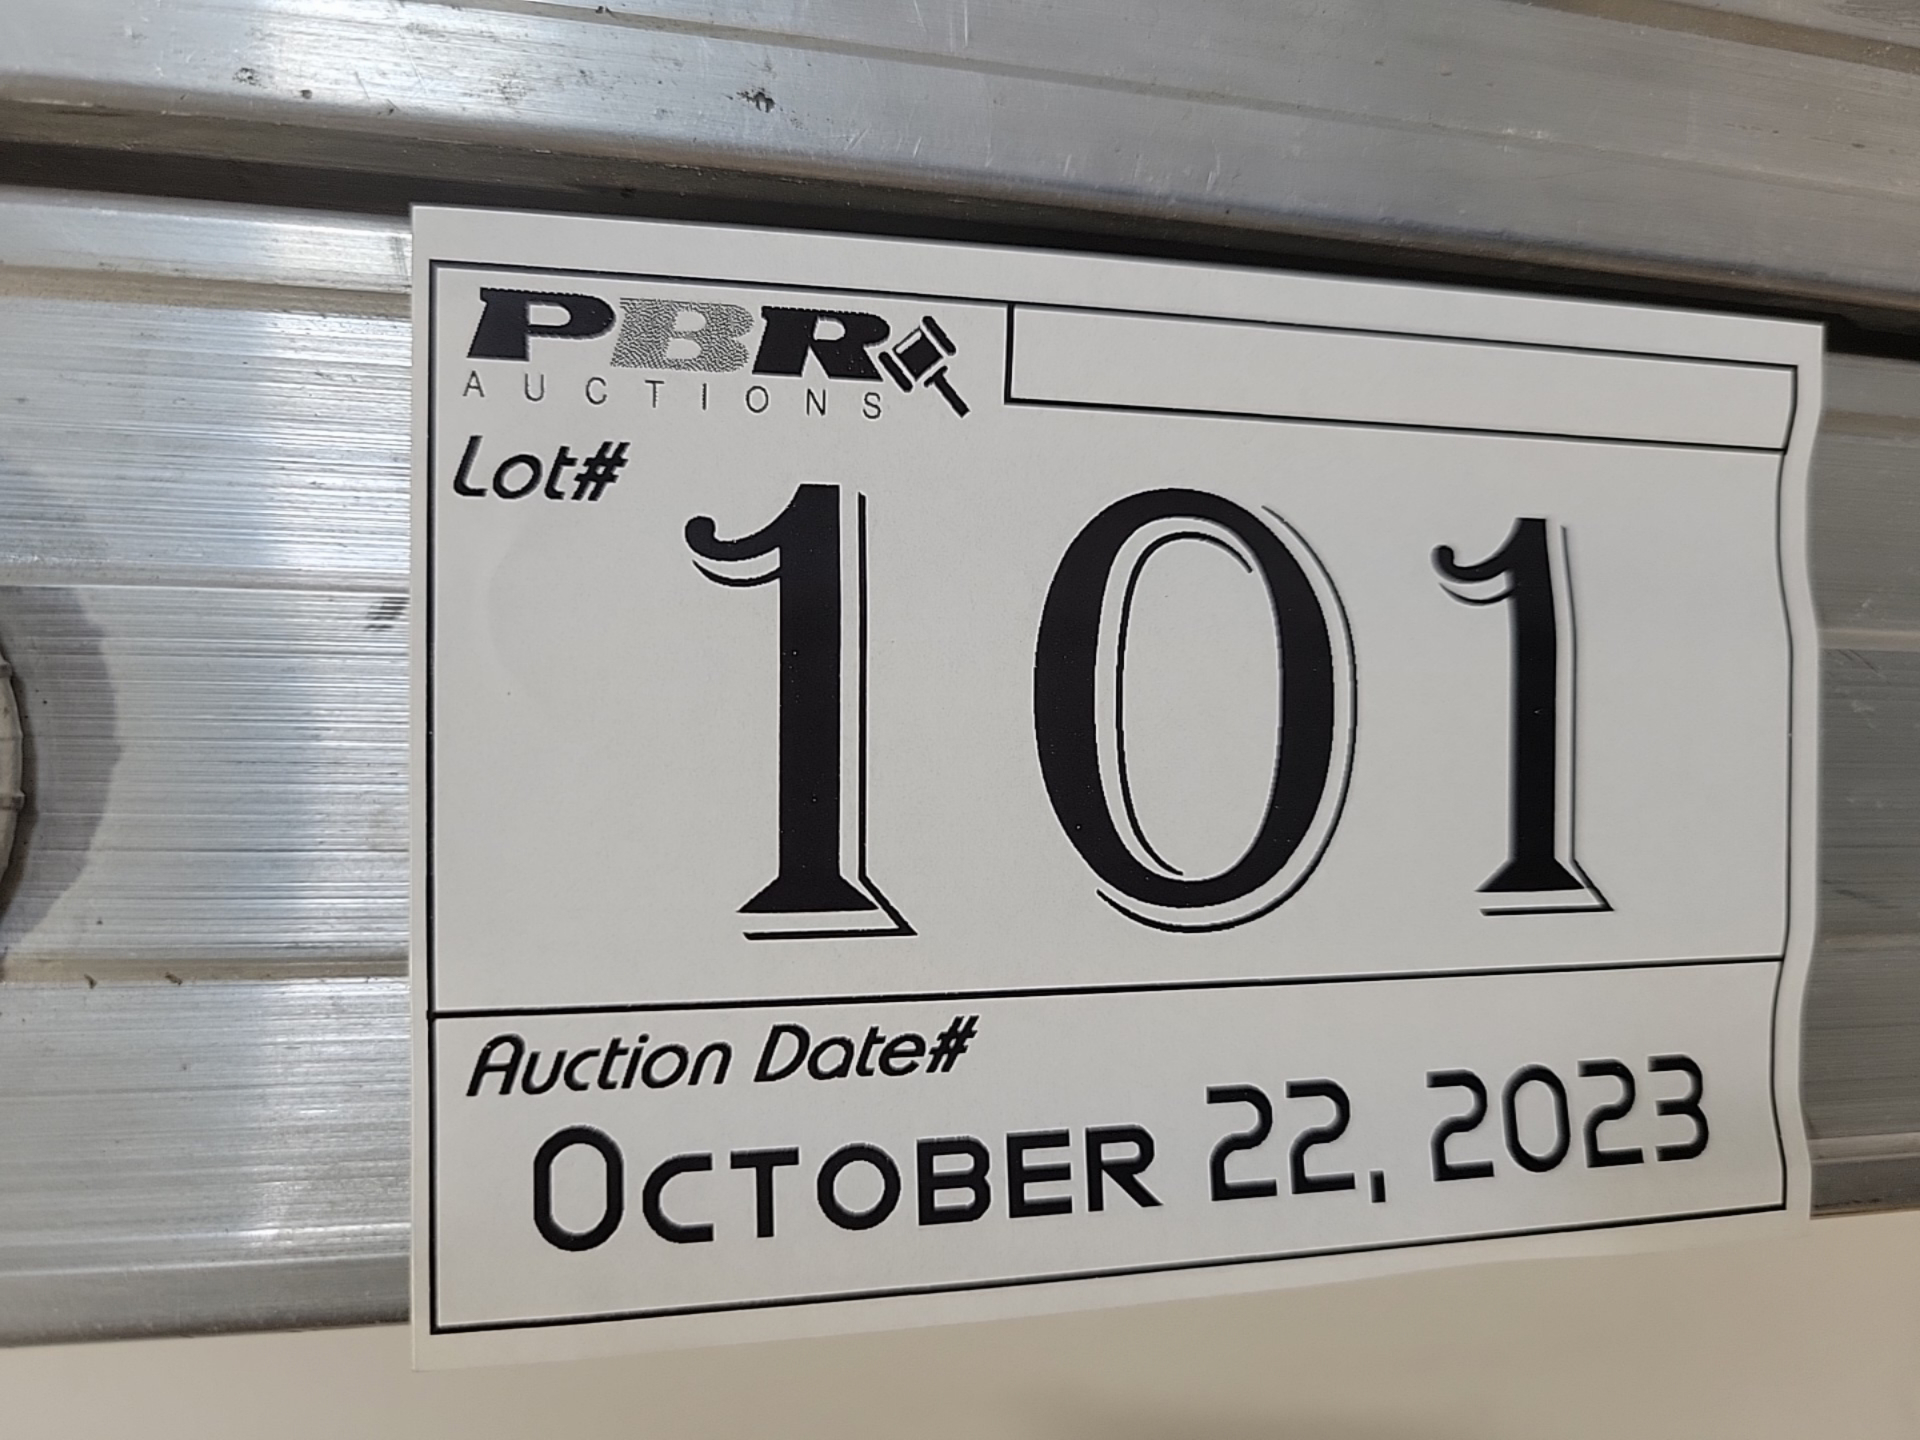 PBR
AUCTIONS
Lot#
101
Auction Date#
OCTOBER 22, 2023